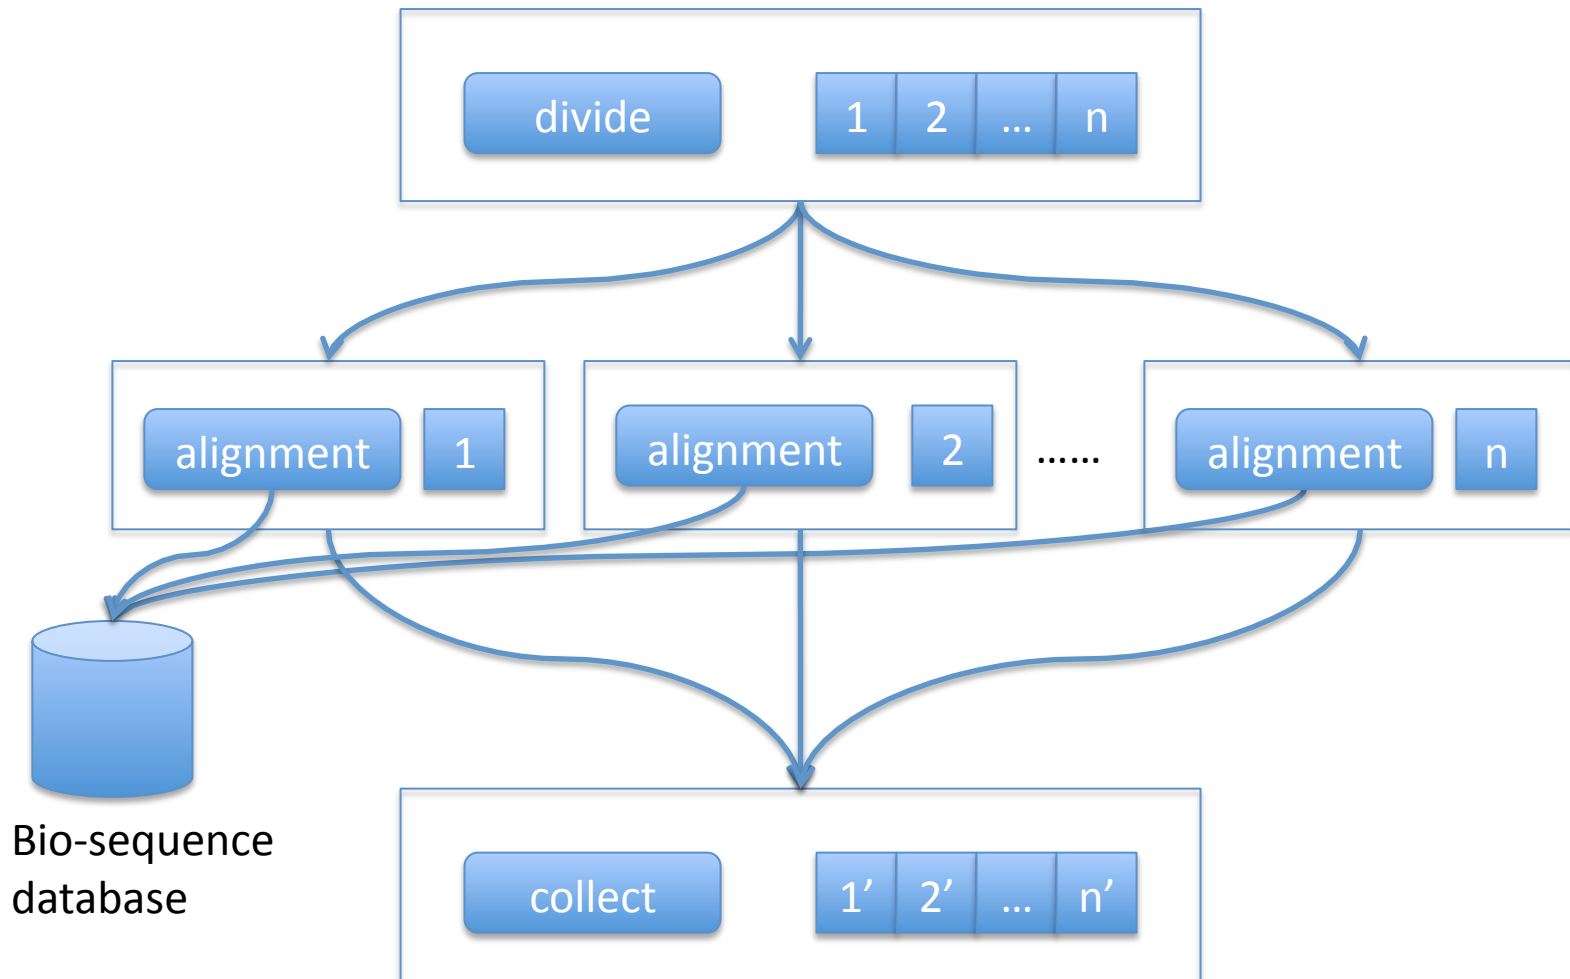 divide 1 2 ... n
alignment 1 alignment 2 ...... alignment n
Bio-sequence
database
collect 1’ 2’ ... n’